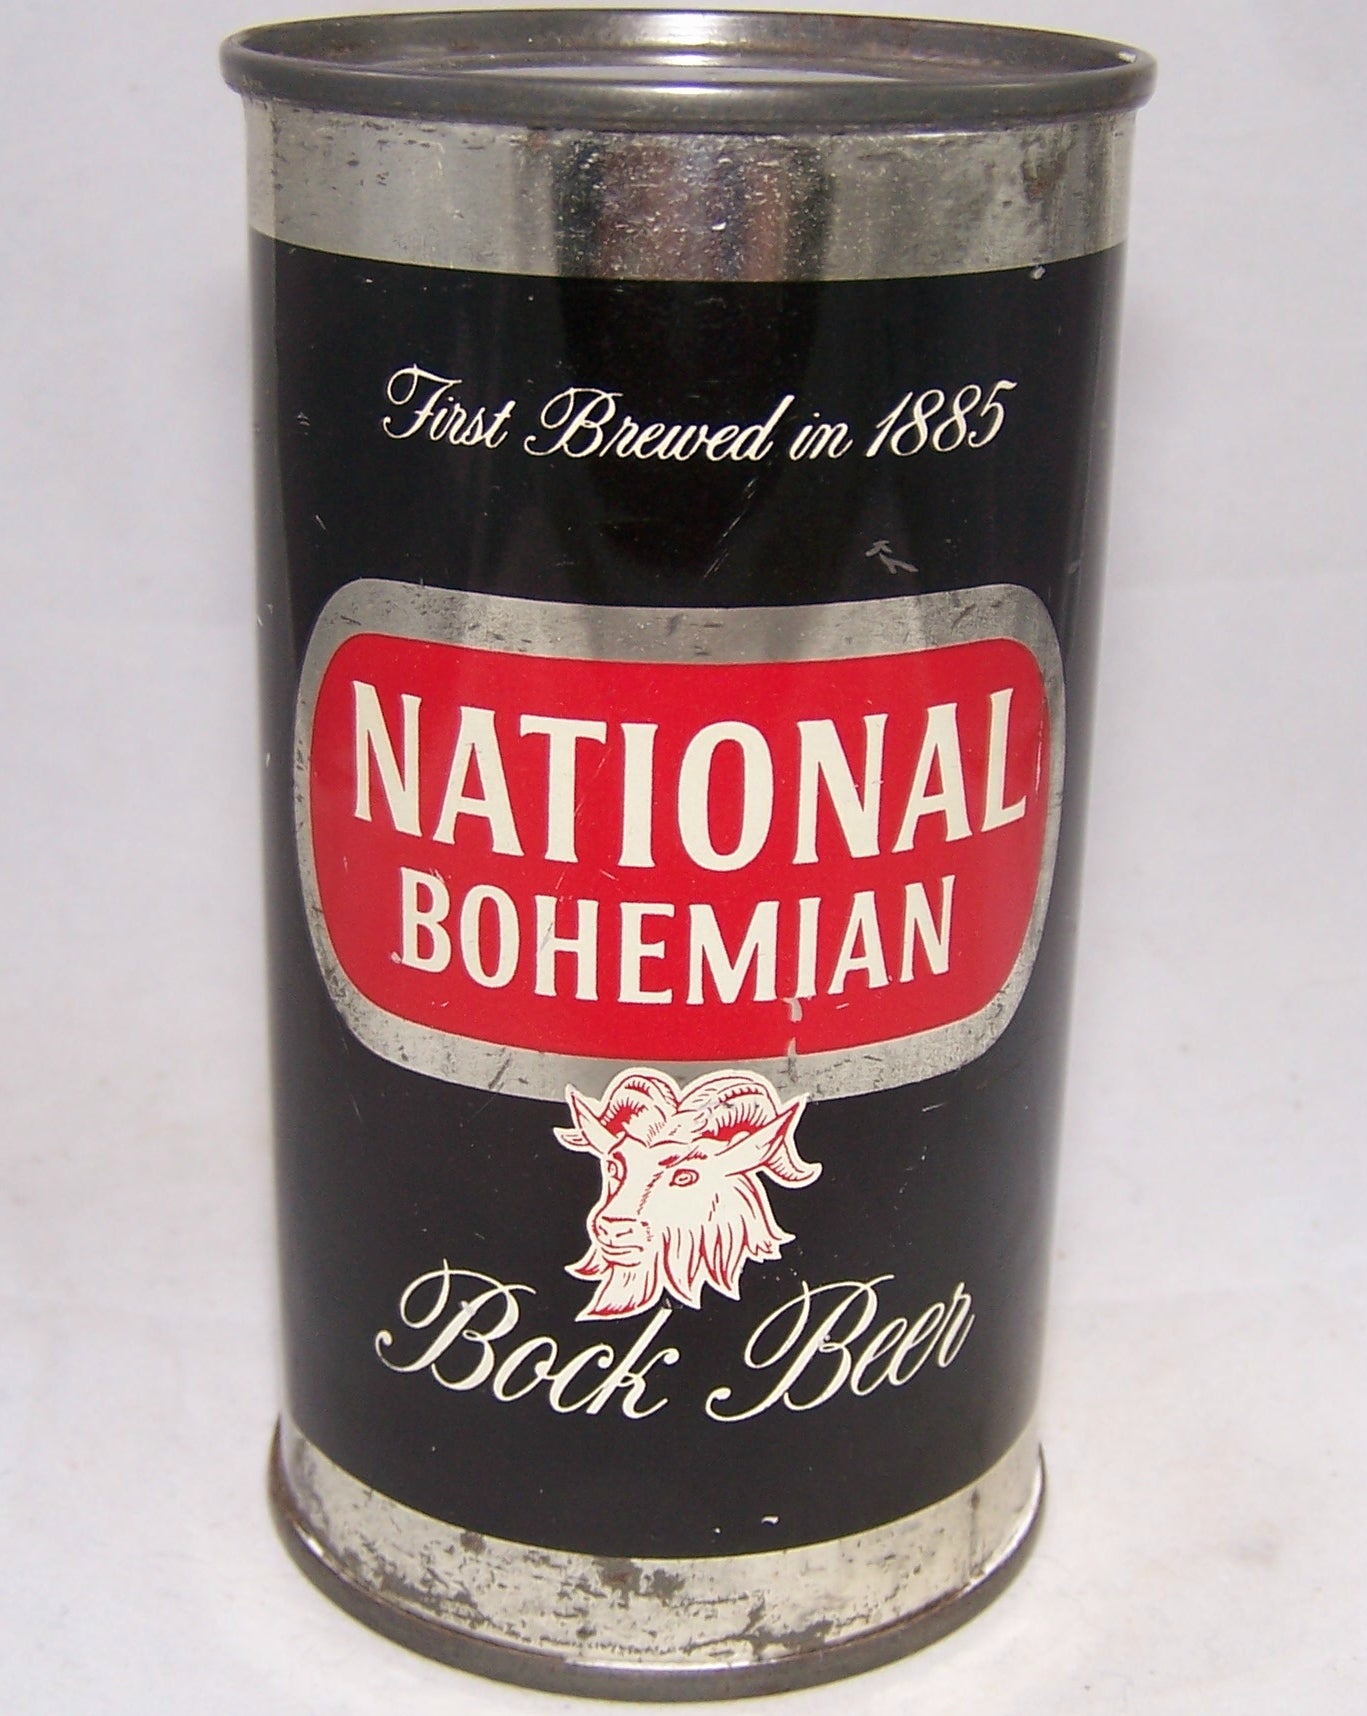 First Brewed in 1885
NATIONAL
BOHEMIAN
Bock Beer